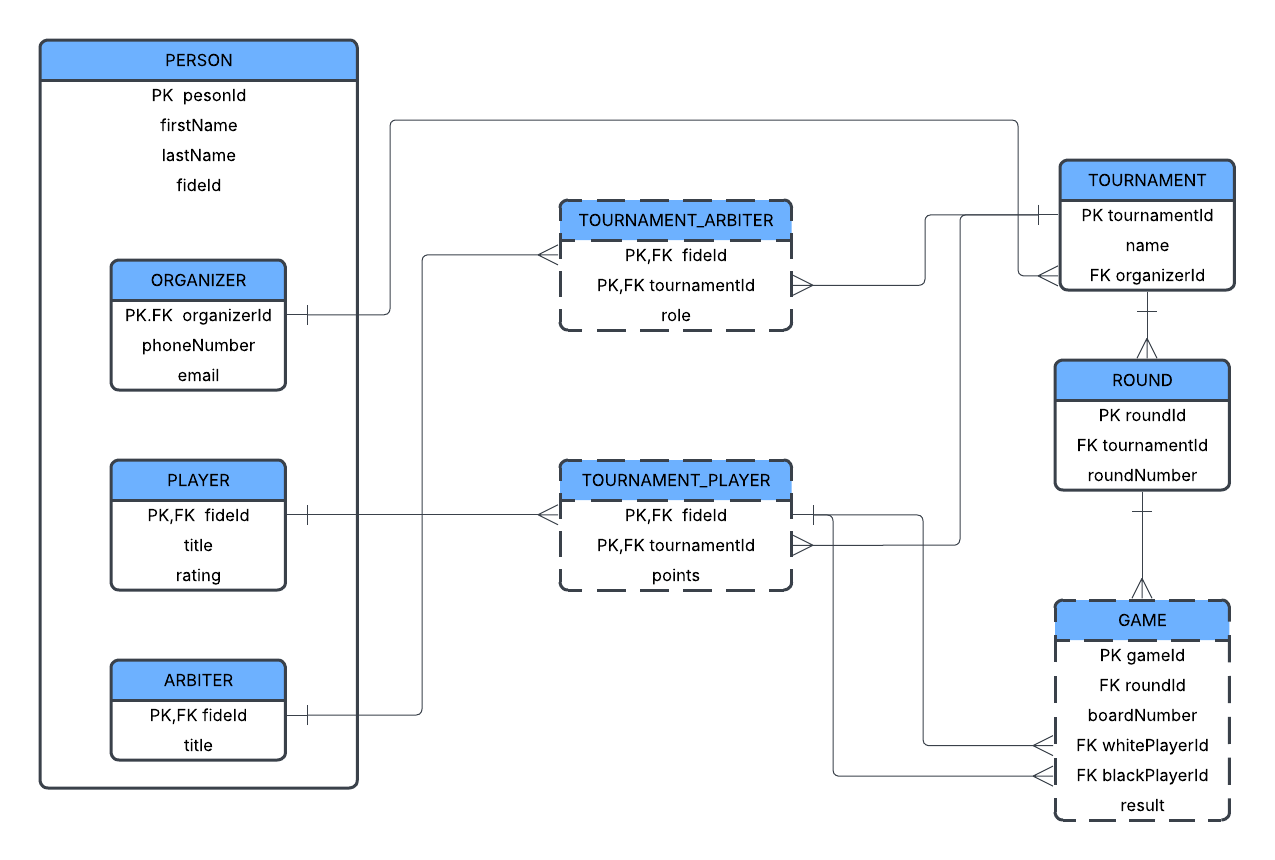 PERSON
PK pesonId
firstName
lastName
fideId
ORGANIZER
PK.FK organizerId
phoneNumber
email
PLAYER
PK,FK fideId
title
rating
ARBITER
PK,FK fideId
title
TOURNAMENT_ARBITER
PK,FK fideId
PK,FK tournamentId
role
TOURNAMENT_PLAYER
PK,FK fideId
PK,FK tournamentId
points
TOURNAMENT
PK tournamentId
name
FK organizerId
ROUND
PK roundId
FK tournamentId
roundNumber
GAME
PK gameId
FK roundId
boardNumber
FK whitePlayerId
FK blackPlayerId
result